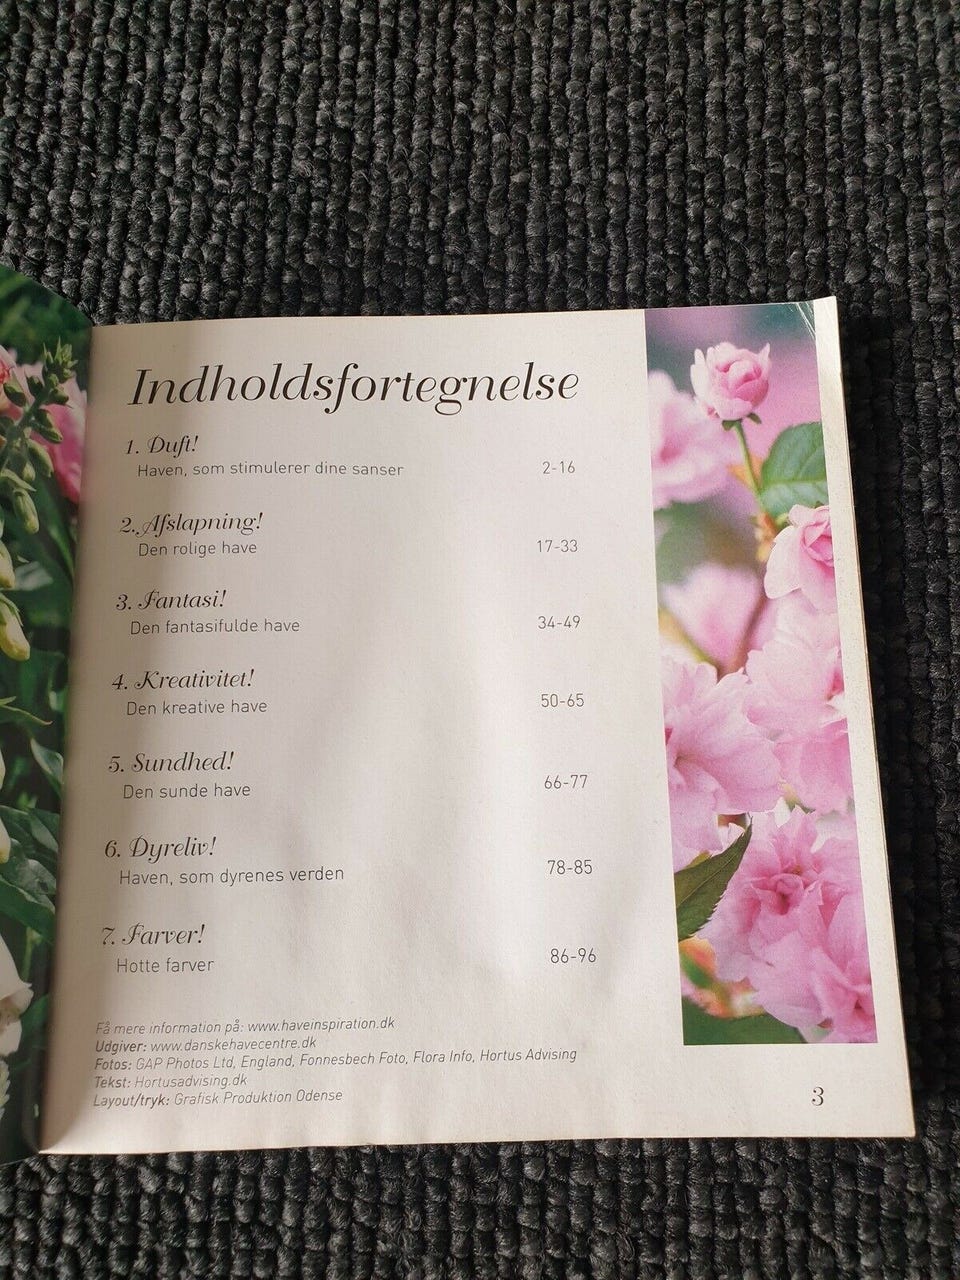 Indholdsfortegnelse
1. Duft!
Haven, som stimulerer dine sanser 2-16
2. Afslapning!
Den rolige have 17-33
3. Fantasi!
Den fantasifulde have 34-49
4. Kreativitet!
Den kreative have 50-65
5. Sundhed!
Den sunde have 66-77
6. Dyreliv!
Haven, som dyrenes verden 78-85
7. Farver!
Hotte farver 86-96
Få mere information på: www.haveinspiration.dk
Udgiver: www.danskehavecentre.dk
Fotos: GAP Photos Ltd, England, Fonnesbech Foto, Flora Info, Hortus Advising
Tekst: Hortusadvising.dk
Layout/tryk: Grafisk Produktion Odense
3